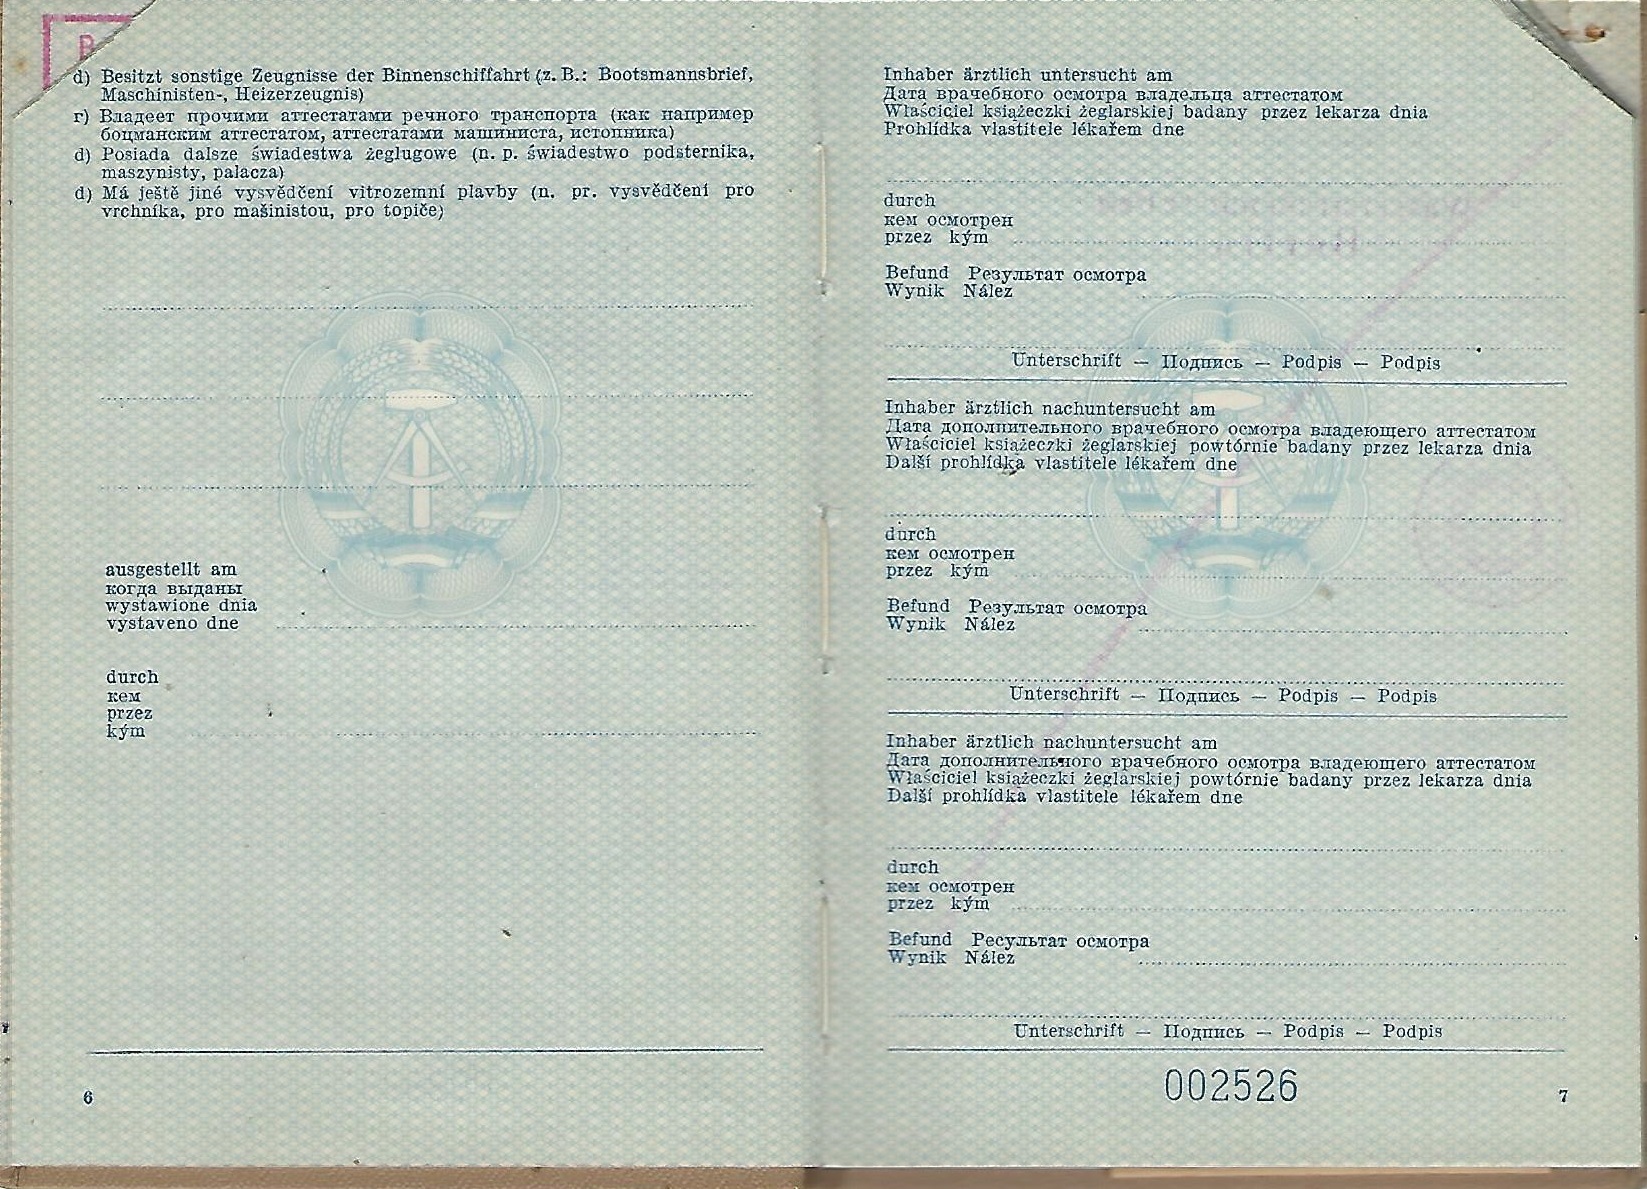 d) Besitzt sonstige Zeugnisse der Binnenschiffahrt (z. B.: Bootsmannsbrief,
Maschinisten-, Heizerzeugnis)
г) Владеет прочими аттестатами речного транспорта (как например
боцманским аттестатом, аттестатами машиниста, истопника)
d) Posiada dalsze świadestwa żeglugowe (n. p. świadestwo podsternika,
maszynisty, palacza)
d) Má ještě jiné vysvědčení vitrozemní plavby (n. pr. vysvědčení pro
vrchníka, pro mašinistou, pro topiče)
ausgestellt am
когда выданы
wystawione dnia
vystaveno dne
durch
кем
przez
kým
6
Inhaber ärztlich untersucht am
Дата врачебного осмотра владельца аттестатом
Właściciel książeczki żeglarskiej badany przez lekarza dnia
Prohlídka vlastitele lékařem dne
durch
кем осмотрен
przez kým
Befund Результат осмотра
Wynik Nález
Unterschrift — Подпись — Podpis — Podpis
Inhaber ärztlich nachuntersucht am
Дата дополнительного врачебного осмотра владеющего аттестатом
Właściciel książeczki żeglarskiej powtórnie badany przez lekarza dnia
Další prohlídka vlastitele lékařem dne
durch
кем осмотрен
przez kým
Befund Результат осмотра
Wynik Nález
Unterschrift — Подпись — Podpis — Podpis
Inhaber ärztlich nachuntersucht am
Дата дополнительного врачебного осмотра владеющего аттестатом
Właściciel książeczki żeglarskiej powtórnie badany przez lekarza dnia
Další prohlídka vlastitele lékařem dne
durch
кем осмотрен
przez kým
Befund Ресультат осмотра
Wynik Nález
Unterschrift — Подпись — Podpis — Podpis
002526
7